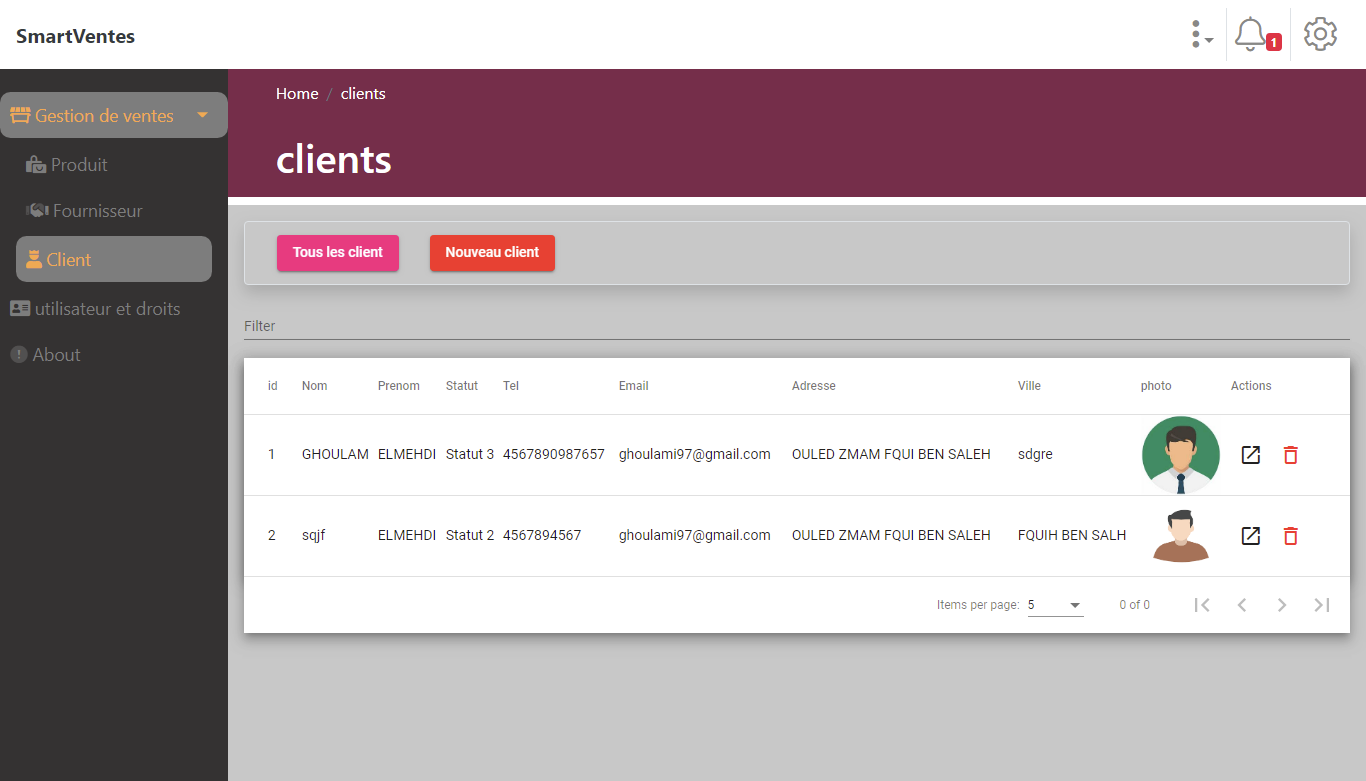 SmartVentes
1
Gestion de ventes
Produit
Fournisseur
Client
utilisateur et droits
About
Home / clients
clients
Tous les client
Nouveau client
Filter
id Nom Prenom Statut Tel Email Adresse Ville photo Actions
1 GHOULAM ELMEHDI Statut 3 4567890987657 ghoulami97@gmail.com OULED ZMAM FQUI BEN SALEH sdgre
2 sqjf ELMEHDI Statut 2 4567894567 ghoulami97@gmail.com OULED ZMAM FQUI BEN SALEH FQUIH BEN SALH
Items per page: 5 0 of 0